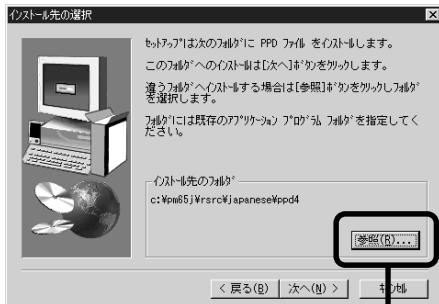 インストール先の選択
ｾｯﾄｱｯﾌﾟは次のﾌｫﾙﾀﾞに PPD ﾌｧｲﾙ をｲﾝｽﾄｰﾙします。
このﾌｫﾙﾀﾞへのｲﾝｽﾄｰﾙは[次へ]ﾎﾞﾀﾝをｸﾘｯｸします。
違うﾌｫﾙﾀﾞへｲﾝｽﾄｰﾙする場合は[参照]ﾎﾞﾀﾝをｸﾘｯｸしﾌｫﾙﾀﾞ
を選択します。
ﾌｫﾙﾀﾞには既存のｱﾌﾟﾘｹｰｼｮﾝ ﾌﾟﾛｸﾞﾗﾑ ﾌｫﾙﾀﾞを指定してく
ださい。
ｲﾝｽﾄｰﾙ先のﾌｫﾙﾀﾞ
c:¥pm65j¥rsrc¥japanese¥ppd4
参照(R)...
< 戻る(B)
次へ(N) >
ｷｬﾝｾﾙ